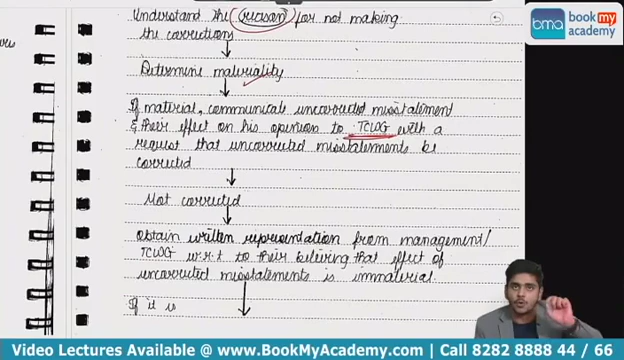 Understand the reason for not making
the corrections
Determine materiality
If material, communicate uncorrected misstatement
& their effect on his opinion to TCWG with a
request that uncorrected misstatements be
corrected
Not corrected
Obtain written representation from management/
TCWG w.r.t to their believing that effect of
uncorrected misstatements is immaterial.
If it is
bma
book my
academy
Video Lectures Available @ www.BookMyAcademy.com | Call 8282 8888 44 / 66